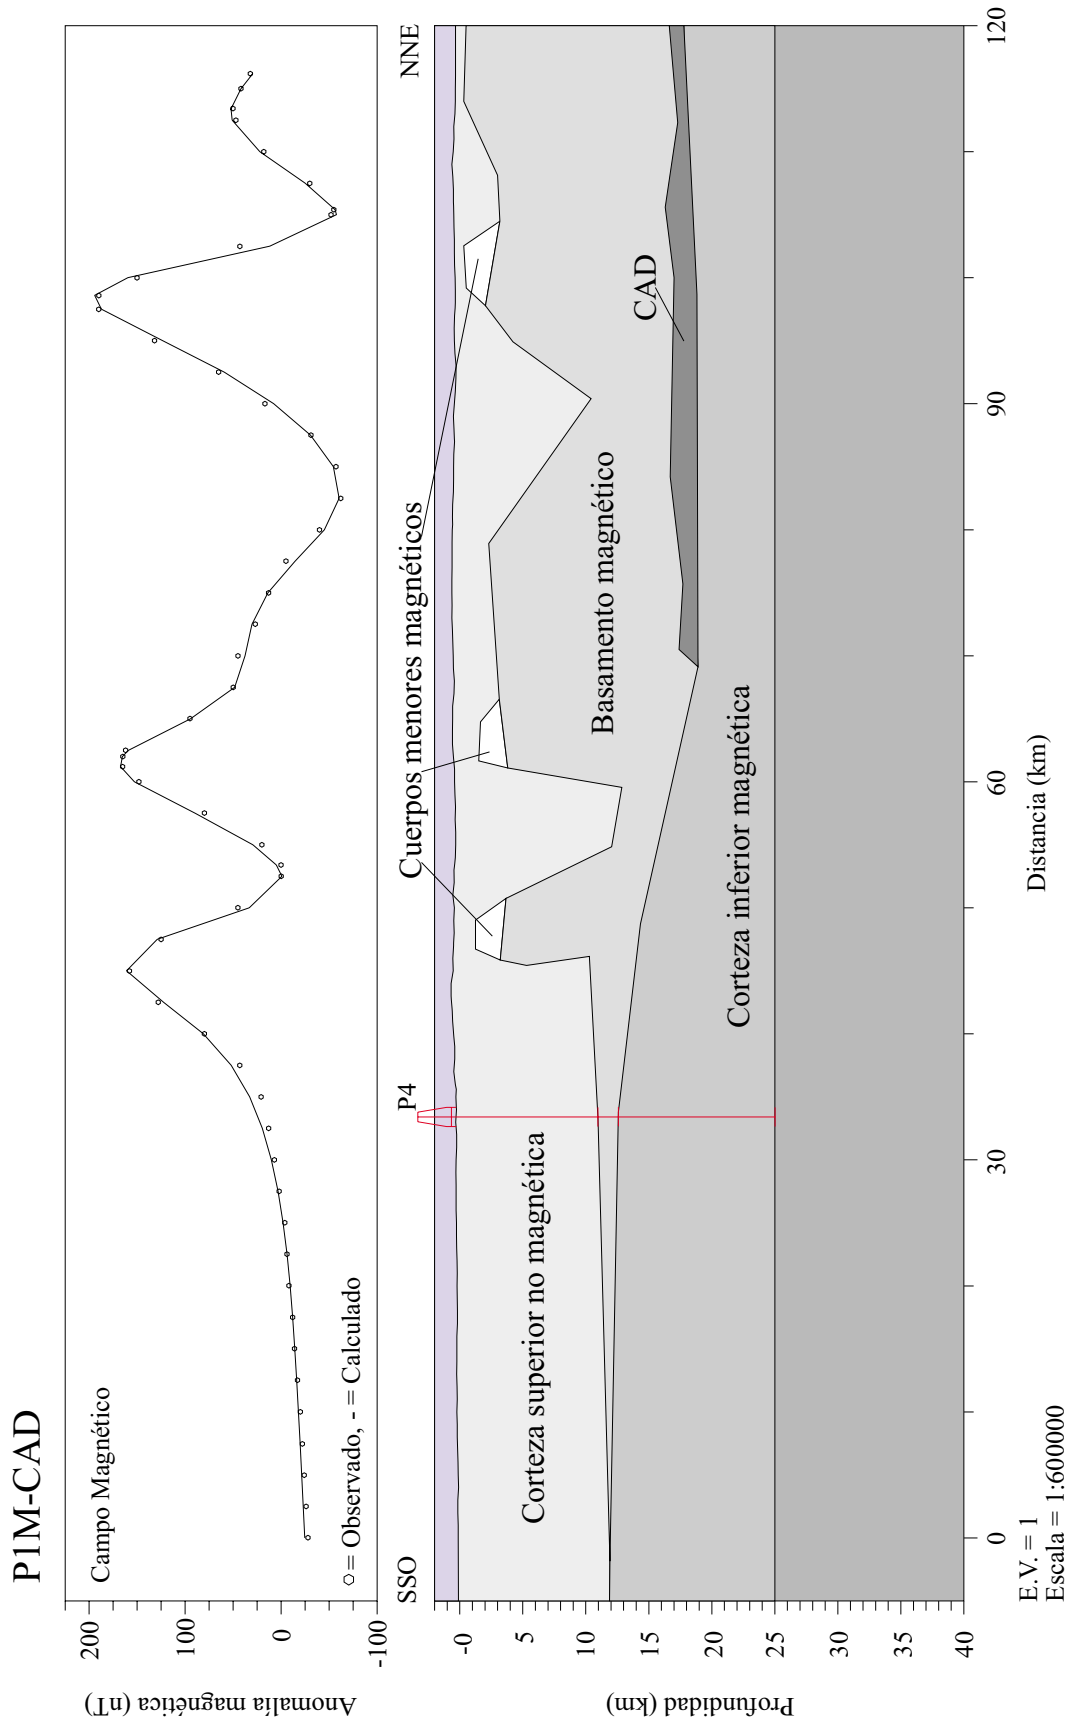 P1M-CAD
Campo Magnético
= Observado, - = Calculado
Anomalía magnética (nT)
200
100
0
-100
SSO
P4
NNE
Cuerpos menores magnéticos
Corteza superior no magnética
Basamento magnético
CAD
Corteza inferior magnética
Profundidad (km)
-0
5
10
15
20
25
30
35
40
0
30
60
90
120
Distancia (km)
E.V. = 1
Escala = 1:600000